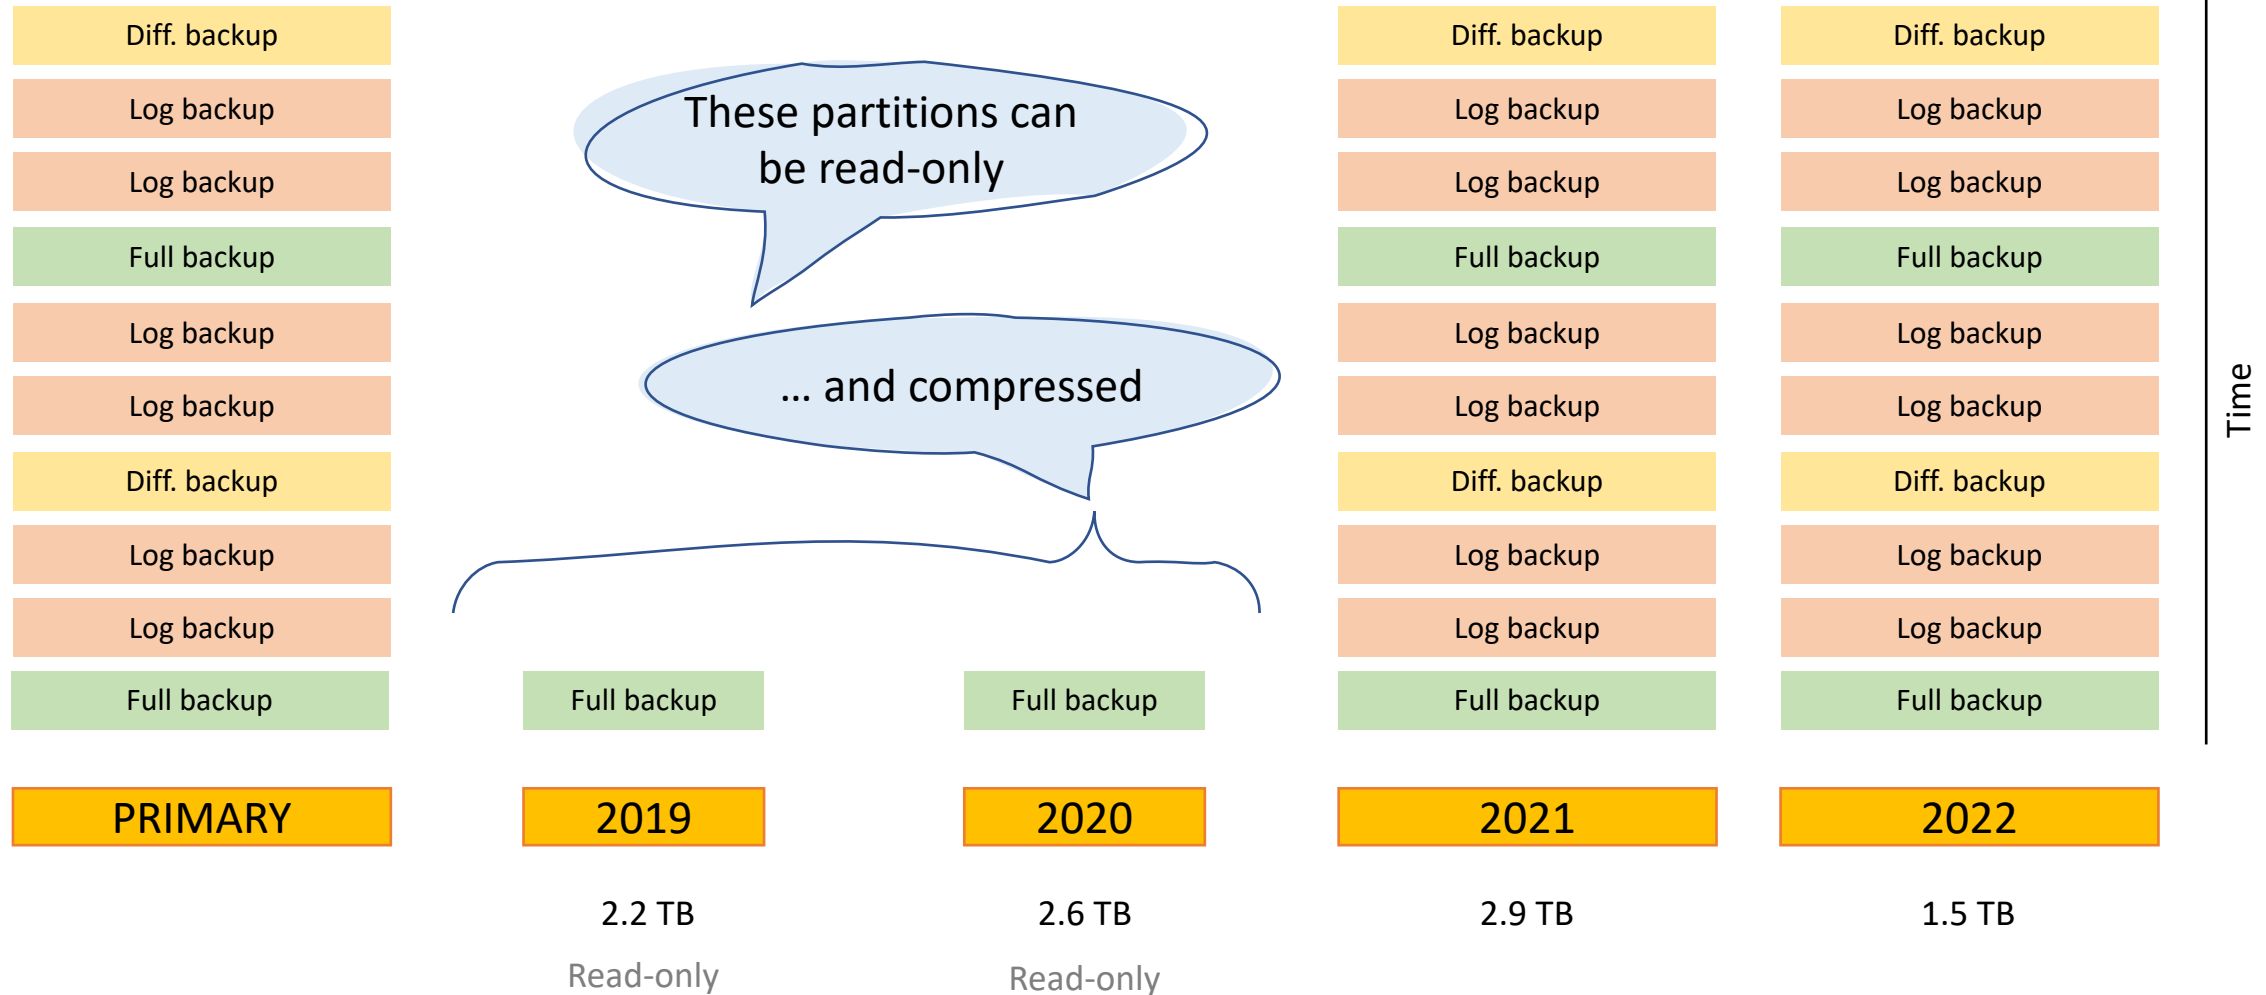 Diff. backup
Log backup
Log backup
Full backup
Log backup
Log backup
Diff. backup
Log backup
Log backup
Full backup
PRIMARY
These partitions can
be read-only
... and compressed
Full backup
2019
2.2 TB
Read-only
Full backup
2020
2.6 TB
Read-only
Diff. backup
Log backup
Log backup
Full backup
Log backup
Log backup
Diff. backup
Log backup
Log backup
Full backup
2021
2.9 TB
Diff. backup
Log backup
Log backup
Full backup
Log backup
Log backup
Diff. backup
Log backup
Log backup
Full backup
2022
1.5 TB
Time